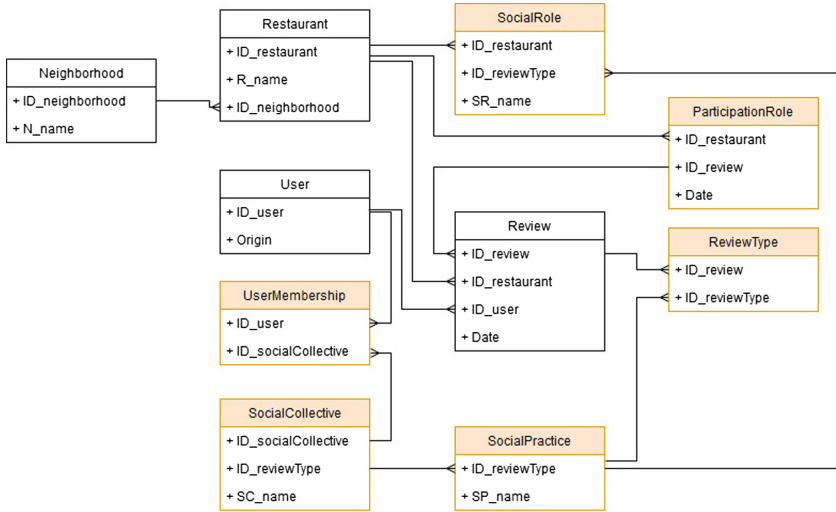 Neighborhood
+ ID_neighborhood
+ N_name
Restaurant
+ ID_restaurant
+ R_name
+ ID_neighborhood
SocialRole
+ ID_restaurant
+ ID_reviewType
+ SR_name
ParticipationRole
+ ID_restaurant
+ ID_review
+ Date
User
+ ID_user
+ Origin
Review
+ ID_review
+ ID_restaurant
+ ID_user
+ Date
ReviewType
+ ID_review
+ ID_reviewType
UserMembership
+ ID_user
+ ID_socialCollective
SocialCollective
+ ID_socialCollective
+ ID_reviewType
+ SC_name
SocialPractice
+ ID_reviewType
+ SP_name